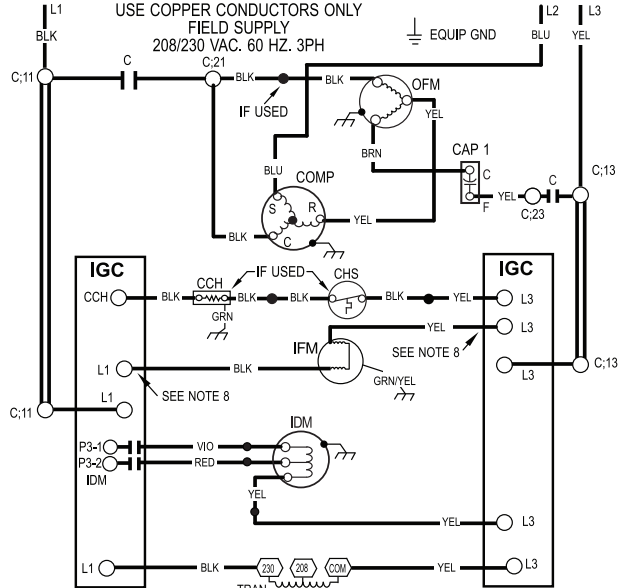 L1
USE COPPER CONDUCTORS ONLY
FIELD SUPPLY
208/230 VAC. 60 HZ. 3PH
EQUIP GND
L2
L3
BLK
BLU
YEL
C;11
C
C;21
BLK
IF USED
BLK
OFM
YEL
BRN
CAP 1
C
F
YEL
C;23
C
C;13
BLU
COMP
S
R
C
YEL
BLK
IGC
IGC
CCH
BLK
CCH
GRN
BLK
IF USED
BLK
CHS
BLK
YEL
L3
YEL
L3
SEE NOTE 8
IFM
GRN/YEL
L1
BLK
SEE NOTE 8
L3
C;13
L1
C;11
IDM
P3-1
VIO
P3-2
RED
IDM
YEL
YEL
L3
L1
BLK
230
208
COM
YEL
L3
TRAN